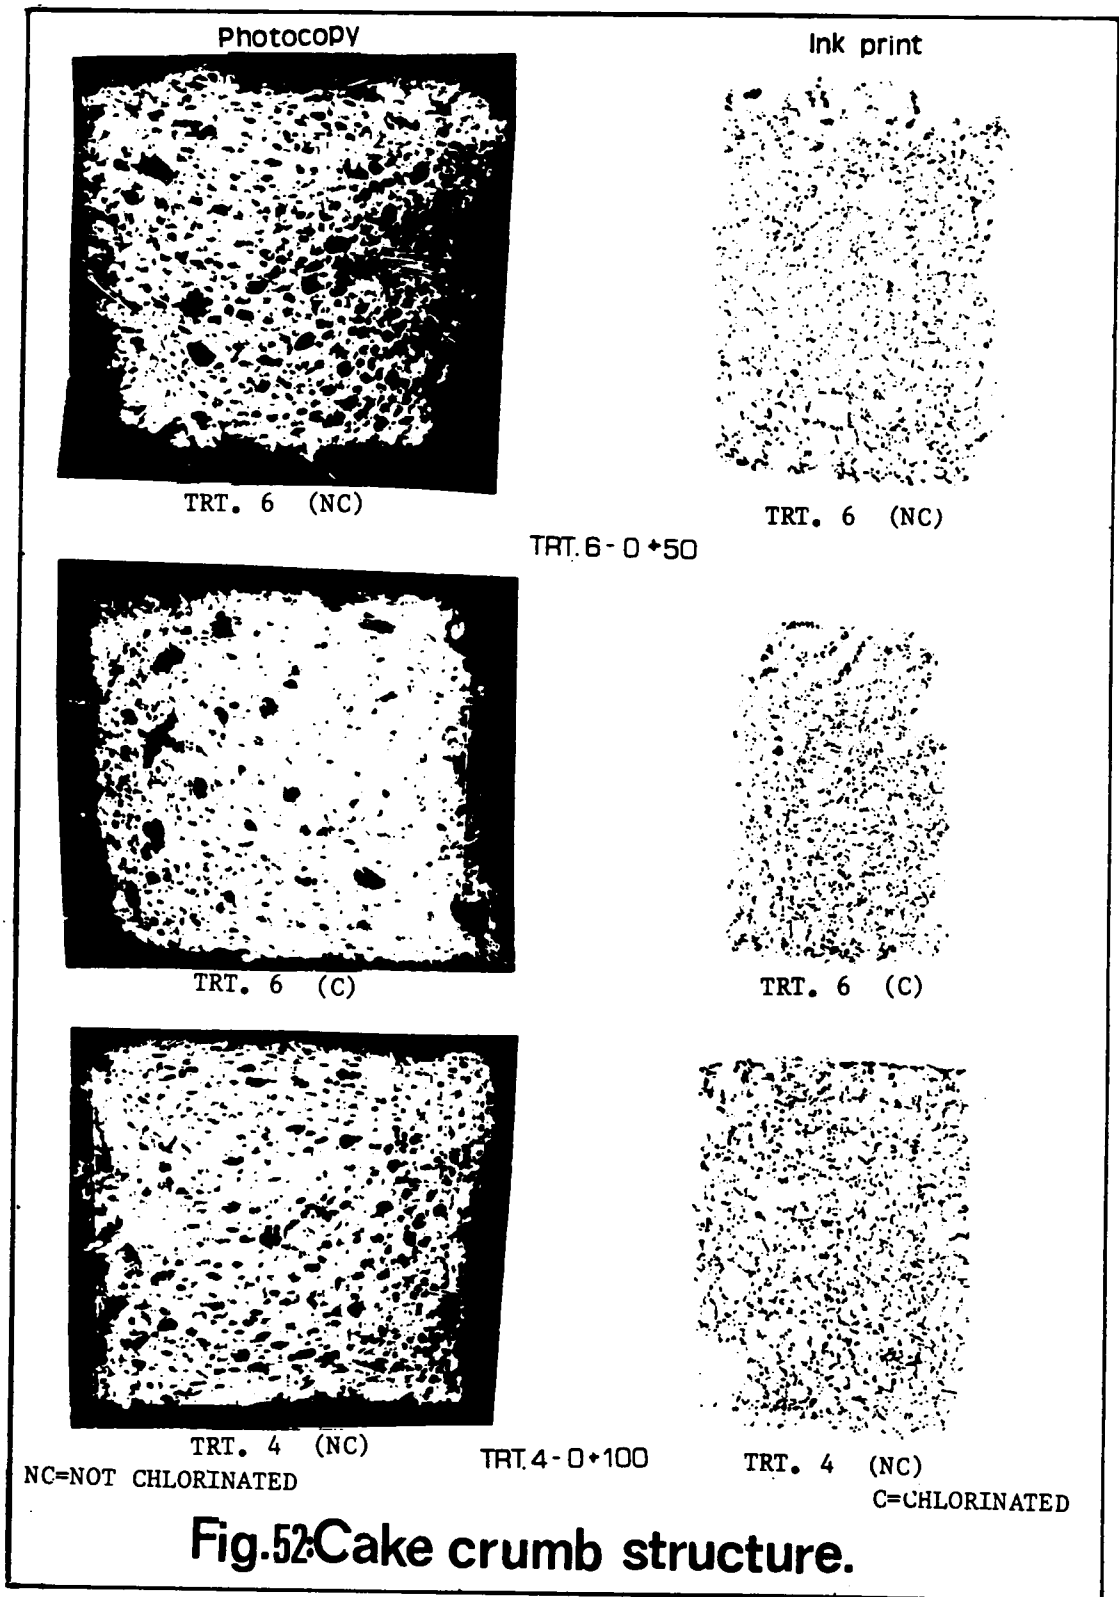 Photocopy
Ink print
TRT. 6 (NC)
TRT. 6 (NC)
TRT. 6 - 0 +50
TRT. 6 (C)
TRT. 6 (C)
TRT. 4 (NC)
TRT. 4 - 0+100
TRT. 4 (NC)
NC=NOT CHLORINATED
C=CHLORINATED
Fig.52:Cake crumb structure.